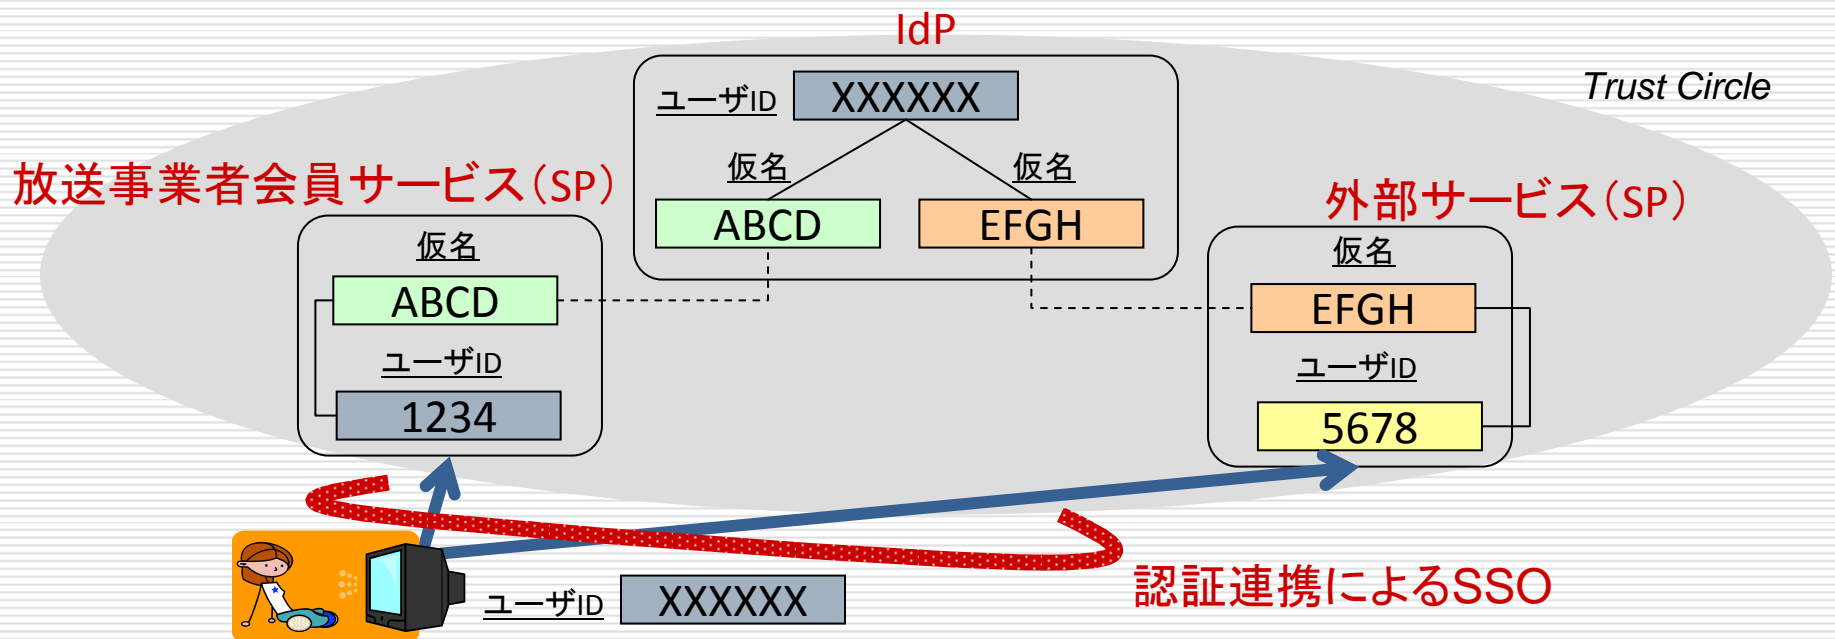 IdP
Trust Circle
ユーザID XXXXXX
仮名 仮名
ABCD EFGH
放送事業者会員サービス(SP)
仮名
ABCD
ユーザID
1234
外部サービス(SP)
仮名
EFGH
ユーザID
5678
認証連携によるSSO
ユーザID XXXXXX